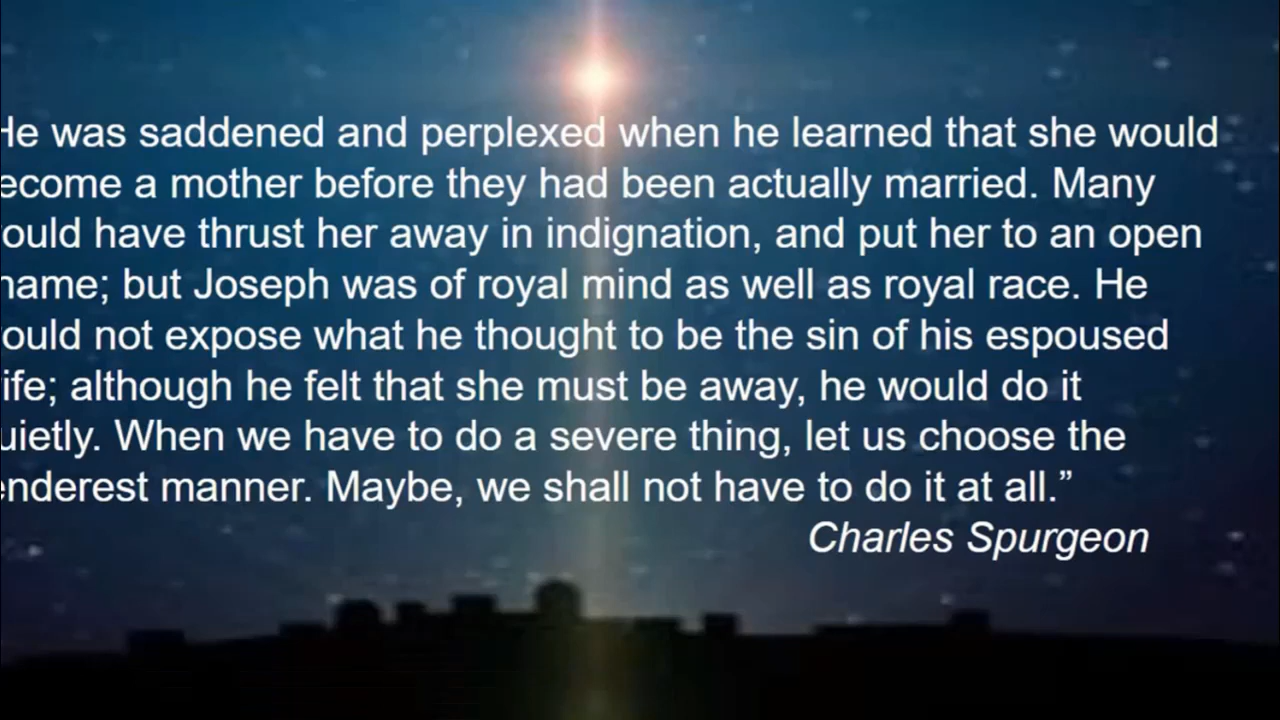 He was saddened and perplexed when he learned that she would
ecome a mother before they had been actually married. Many
ould have thrust her away in indignation, and put her to an open
hame; but Joseph was of royal mind as well as royal race. He
ould not expose what he thought to be the sin of his espoused
ife; although he felt that she must be away, he would do it
uietly. When we have to do a severe thing, let us choose the
enderest manner. Maybe, we shall not have to do it at all.”
Charles Spurgeon